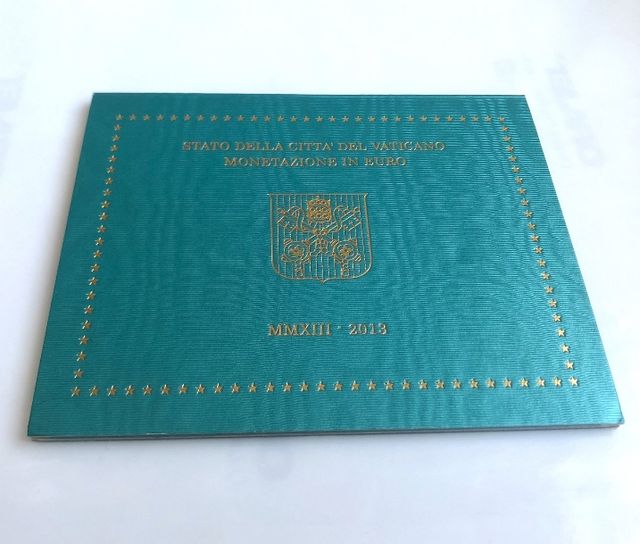 STATO DELLA CITTA' DEL VATICANO
MONETAZIONE IN EURO
MMXIII · 2013